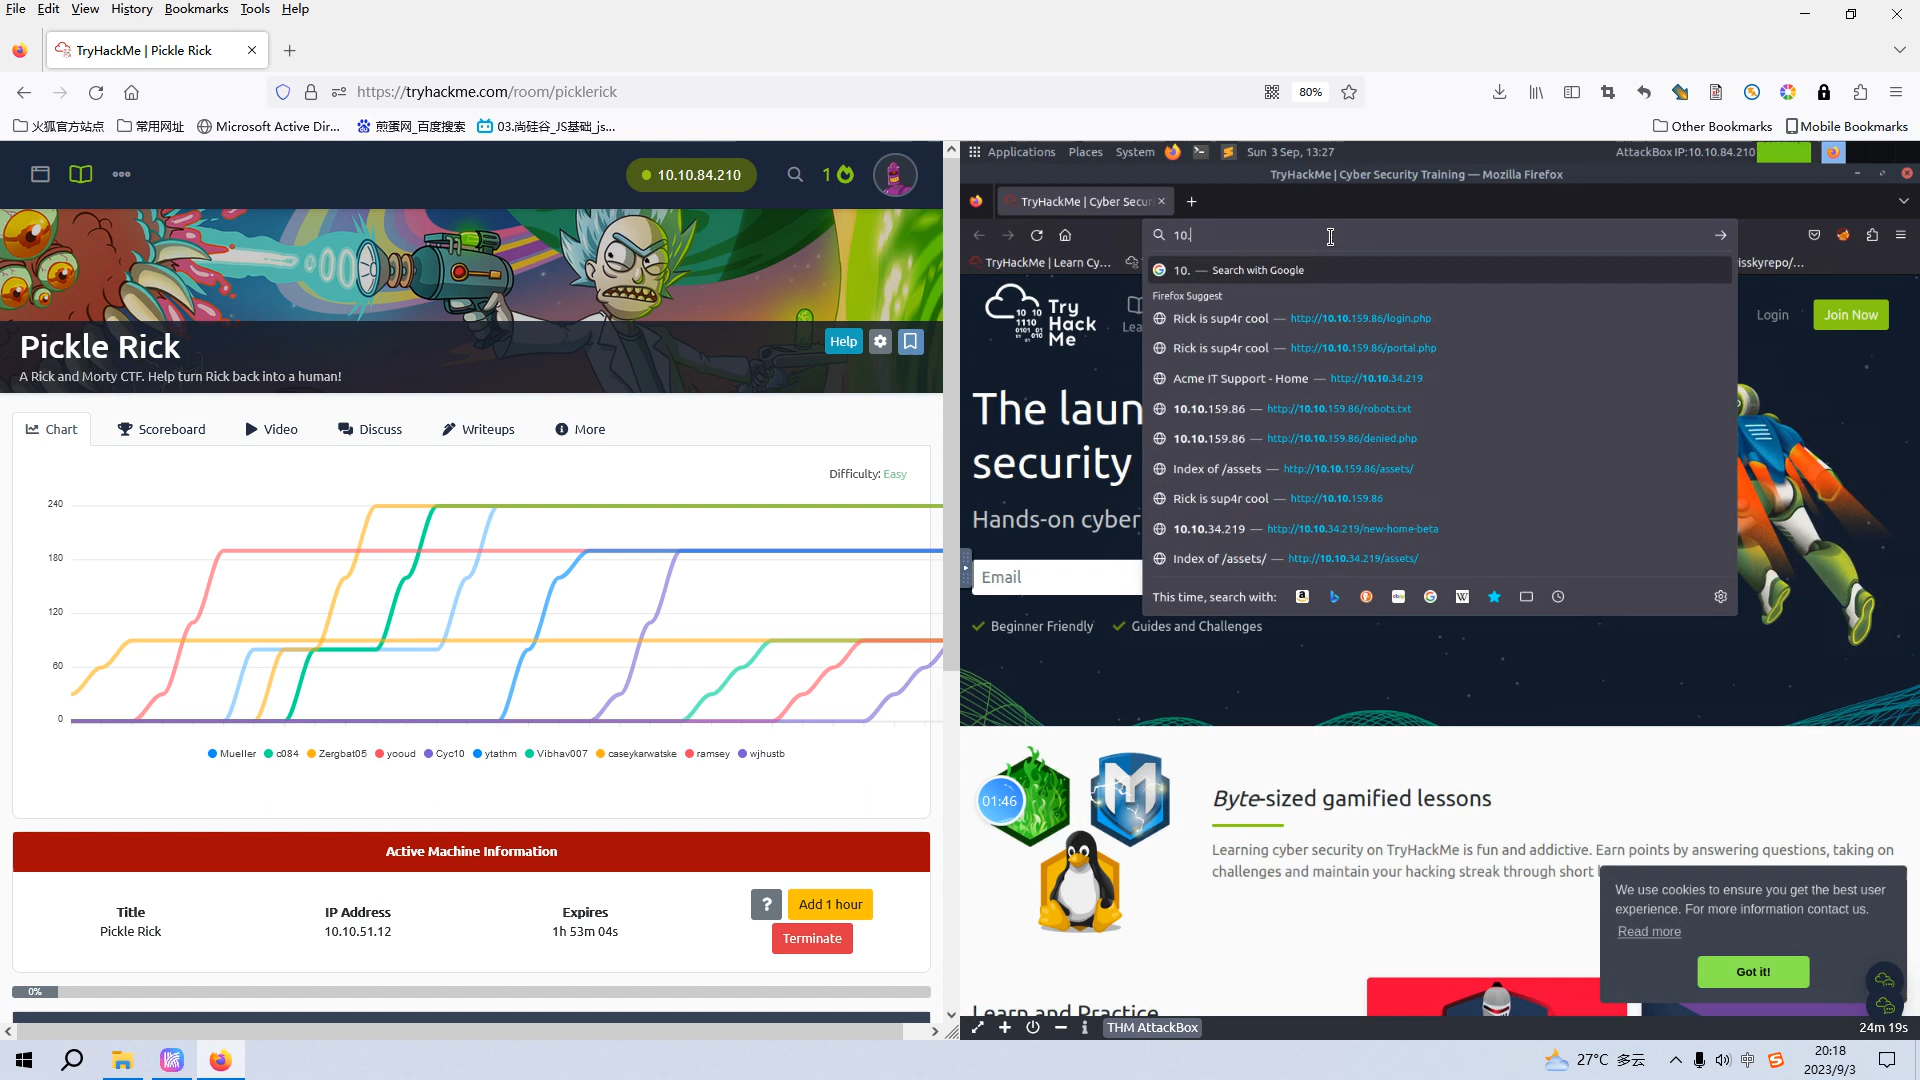 File Edit View History Bookmarks Tools Help
TryHackMe | Pickle Rick
https://tryhackme.com/room/picklerick
80%
火狐官方站点 常用网址 Microsoft Active Dir... 煎蛋网_百度搜索 03.尚硅谷_JS基础_js...
Other Bookmarks Mobile Bookmarks
10.10.84.210
1
Pickle Rick
A Rick and Morty CTF. Help turn Rick back into a human!
Help
Chart Scoreboard Video Discuss Writeups More
Difficulty: Easy
240
180
120
60
0
Mueller c084 Zergbat05 yooud Cyc10 ytathm Vibhav007 caseykarwatske ramsey wjhustb
Active Machine Information
Title IP Address Expires
Pickle Rick 10.10.51.12 1h 53m 04s
? Add 1 hour
Terminate
0%
Applications Places System Sun 3 Sep, 13:27 AttackBox IP:10.10.84.210
TryHackMe | Cyber Security Training — Mozilla Firefox
TryHackMe | Cyber Secur
10.
TryHackMe | Learn Cy...
isskyrepo/...
10. — Search with Google
Firefox Suggest
Rick is sup4r cool — http://10.10.159.86/login.php
Rick is sup4r cool — http://10.10.159.86/portal.php
Acme IT Support - Home — http://10.10.34.219
10.10.159.86 — http://10.10.159.86/robots.txt
10.10.159.86 — http://10.10.159.86/denied.php
Index of /assets — http://10.10.159.86/assets/
Rick is sup4r cool — http://10.10.159.86
10.10.34.219 — http://10.10.34.219/new-home-beta
Index of /assets/ — http://10.10.34.219/assets/
This time, search with:
Try
Hack
Me
Lea
Login Join Now
The laun
security
Hands-on cyber
Email
Beginner Friendly Guides and Challenges
01:46
Byte-sized gamified lessons
Learning cyber security on TryHackMe is fun and addictive. Earn points by answering questions, taking on
challenges and maintain your hacking streak through short l
We use cookies to ensure you get the best user
experience. For more information contact us.
Read more
Got it!
Learn and Practice
THM AttackBox
24m 19s
27°C 多云
中
20:18
2023/9/3